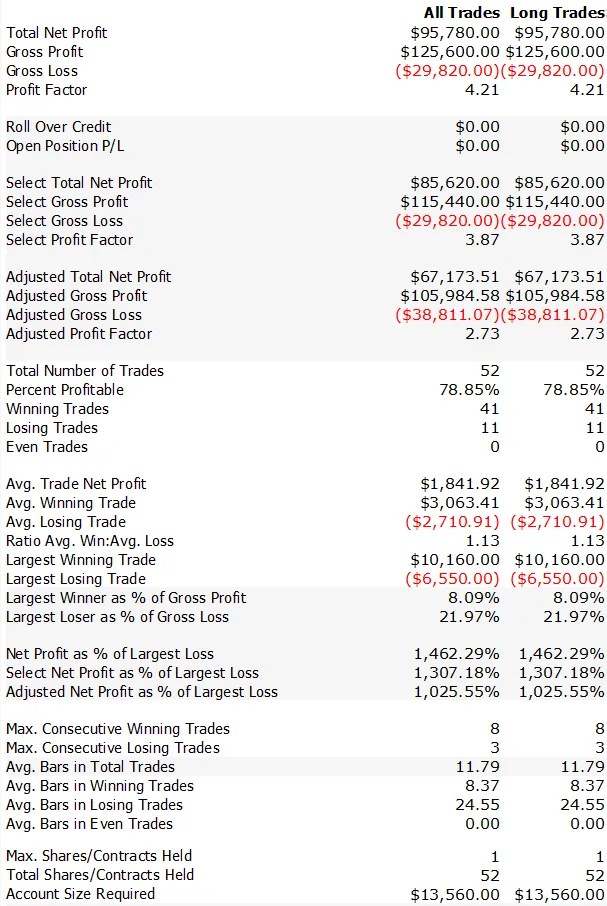 All Trades Long Trades
Total Net Profit $95,780.00 $95,780.00
Gross Profit $125,600.00 $125,600.00
Gross Loss ($29,820.00) ($29,820.00)
Profit Factor 4.21 4.21
Roll Over Credit $0.00 $0.00
Open Position P/L $0.00 $0.00
Select Total Net Profit $85,620.00 $85,620.00
Select Gross Profit $115,440.00 $115,440.00
Select Gross Loss ($29,820.00) ($29,820.00)
Select Profit Factor 3.87 3.87
Adjusted Total Net Profit $67,173.51 $67,173.51
Adjusted Gross Profit $105,984.58 $105,984.58
Adjusted Gross Loss ($38,811.07) ($38,811.07)
Adjusted Profit Factor 2.73 2.73
Total Number of Trades 52 52
Percent Profitable 78.85% 78.85%
Winning Trades 41 41
Losing Trades 11 11
Even Trades 0 0
Avg. Trade Net Profit $1,841.92 $1,841.92
Avg. Winning Trade $3,063.41 $3,063.41
Avg. Losing Trade ($2,710.91) ($2,710.91)
Ratio Avg. Win:Avg. Loss 1.13 1.13
Largest Winning Trade $10,160.00 $10,160.00
Largest Losing Trade ($6,550.00) ($6,550.00)
Largest Winner as % of Gross Profit 8.09% 8.09%
Largest Loser as % of Gross Loss 21.97% 21.97%
Net Profit as % of Largest Loss 1,462.29% 1,462.29%
Select Net Profit as % of Largest Loss 1,307.18% 1,307.18%
Adjusted Net Profit as % of Largest Loss 1,025.55% 1,025.55%
Max. Consecutive Winning Trades 8 8
Max. Consecutive Losing Trades 3 3
Avg. Bars in Total Trades 11.79 11.79
Avg. Bars in Winning Trades 8.37 8.37
Avg. Bars in Losing Trades 24.55 24.55
Avg. Bars in Even Trades 0.00 0.00
Max. Shares/Contracts Held 1 1
Total Shares/Contracts Held 52 52
Account Size Required $13,560.00 $13,560.00